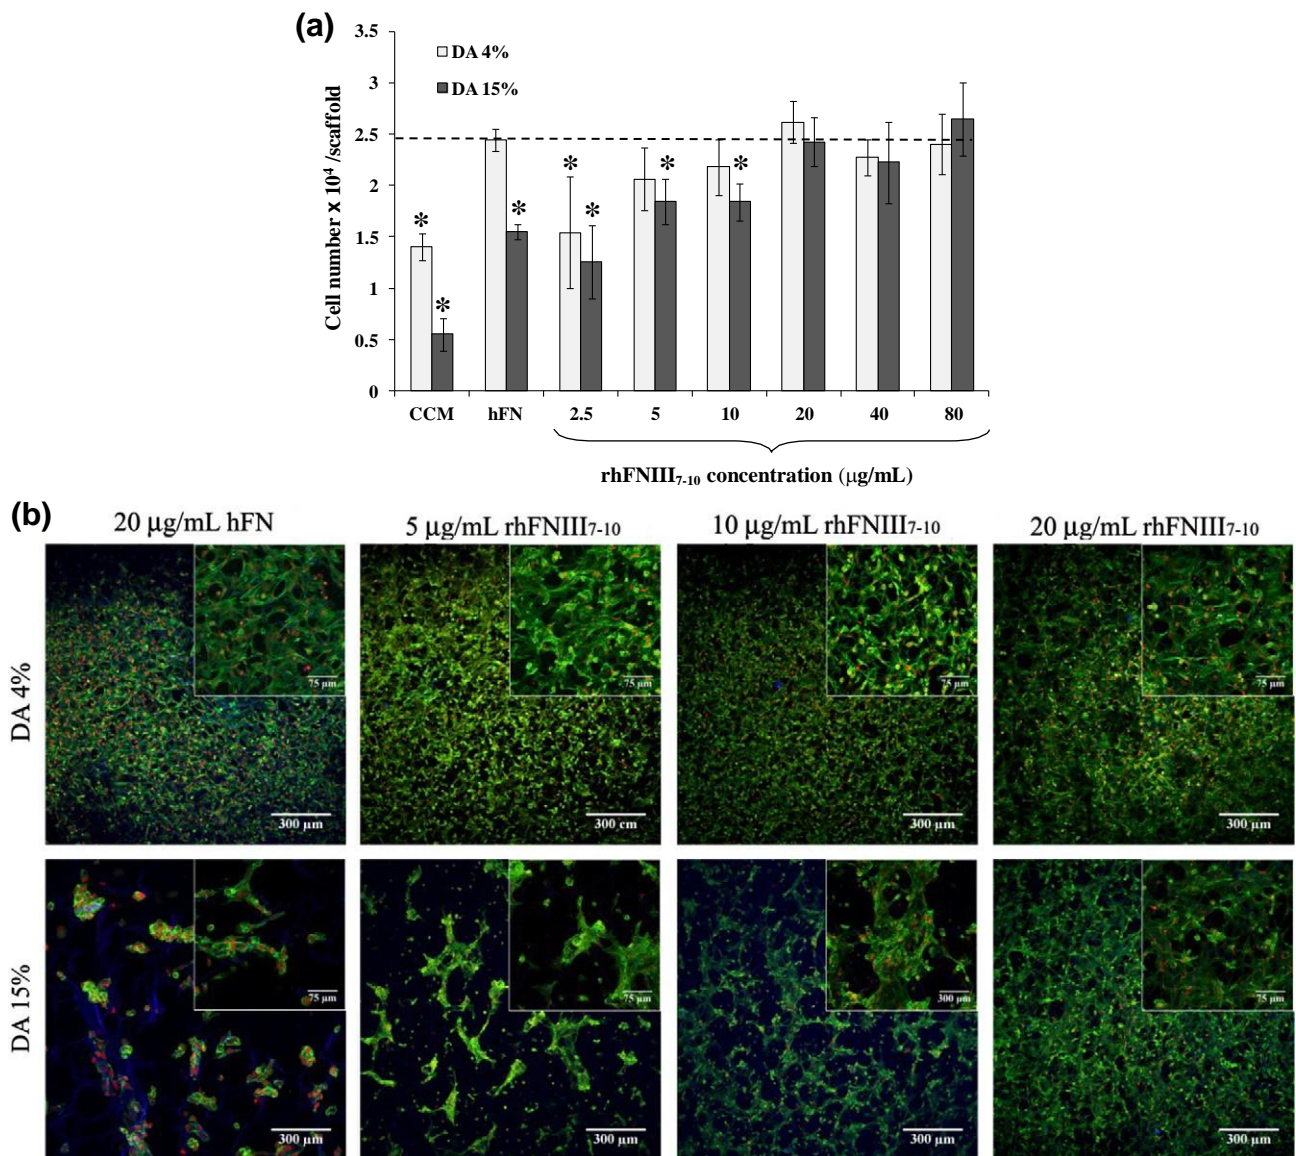 (a)
3.5
3
2.5
2
1.5
1
0.5
0
Cell number x 10⁴ /scaffold
DA 4%
DA 15%
*
*
*
*
*
*
*
CCM hFN 2.5 5 10 20 40 80
rhFNIII₇₋₁₀ concentration (µg/mL)
(b)
20 µg/mL hFN 5 µg/mL rhFNIII₇₋₁₀ 10 µg/mL rhFNIII₇₋₁₀ 20 µg/mL rhFNIII₇₋₁₀
DA 4%
75 µm 75 µm 75 µm 75 µm
300 µm 300 cm 300 µm 300 µm
DA 15%
75 µm 75 µm 300 µm 75 µm
300 µm 300 µm 300 µm 300 µm